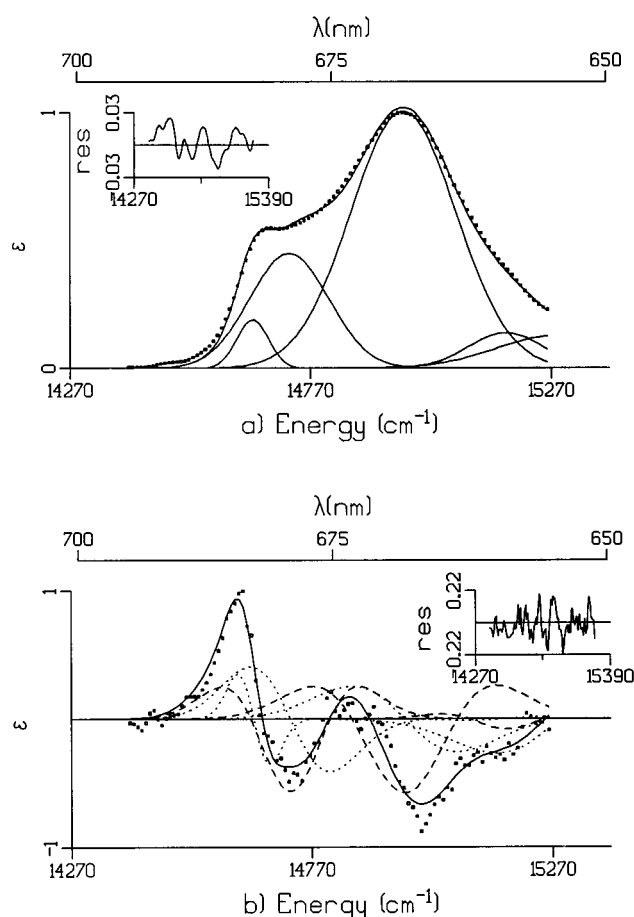 λ(nm)
700 675 650
1
0.03
res
-0.03
14270 15390
ε
0
14270 14770 15270
a) Energy (cm⁻¹)
λ(nm)
700 675 650
1
0.22
res
-0.22
14270 15390
ε
-1
14270 14770 15270
b) Energy (cm⁻¹)